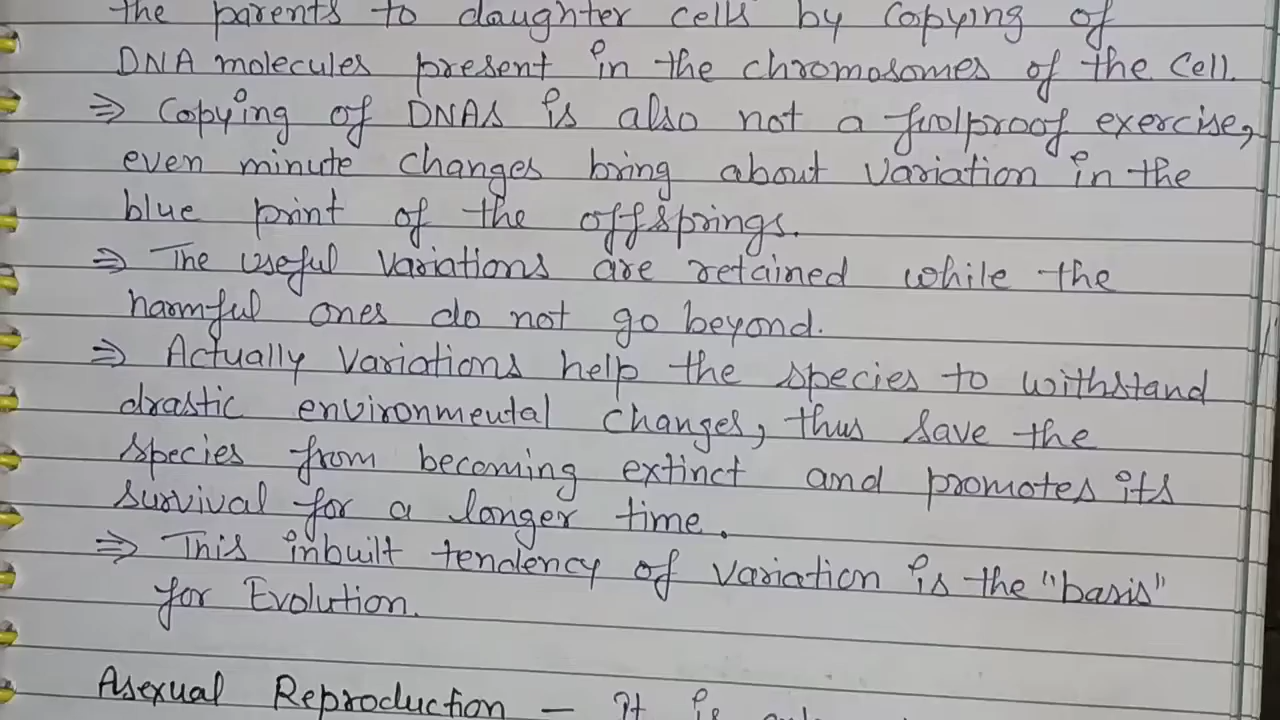 the parents to daughter cells by copying of
DNA molecules present in the chromosomes of the cell.
⇒ Copying of DNAs is also not a foolproof exercise,
even minute changes bring about variation in the
blue print of the offsprings.
⇒ The useful variations are retained while the
harmful ones do not go beyond.
⇒ Actually variations help the species to withstand
drastic environmental changes, thus save the
species from becoming extinct and promotes its
survival for a longer time.
⇒ This inbuilt tendency of variation is the "basis"
for Evolution.
Asexual Reproduction - it is